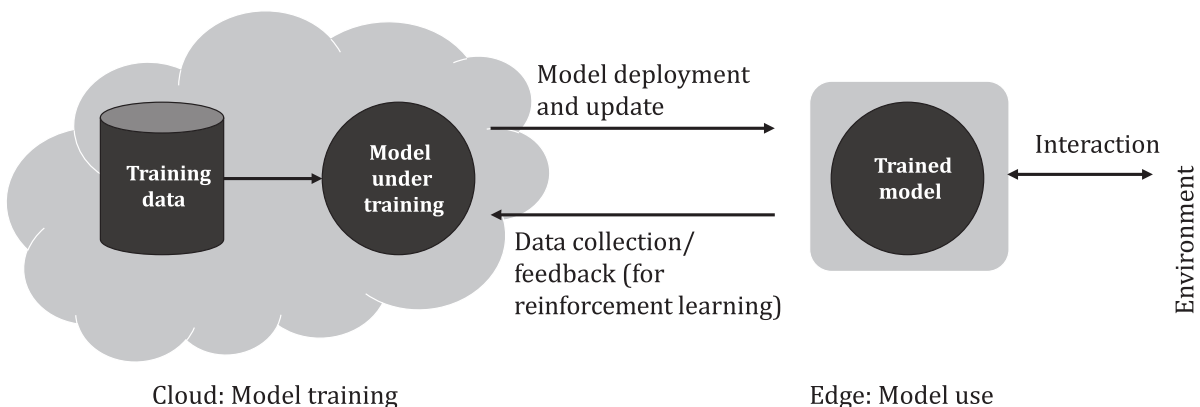 Training
data
Model
under
training
Model deployment
and update
Data collection/
feedback (for
reinforcement learning)
Trained
model
Interaction
Environment
Cloud: Model training
Edge: Model use